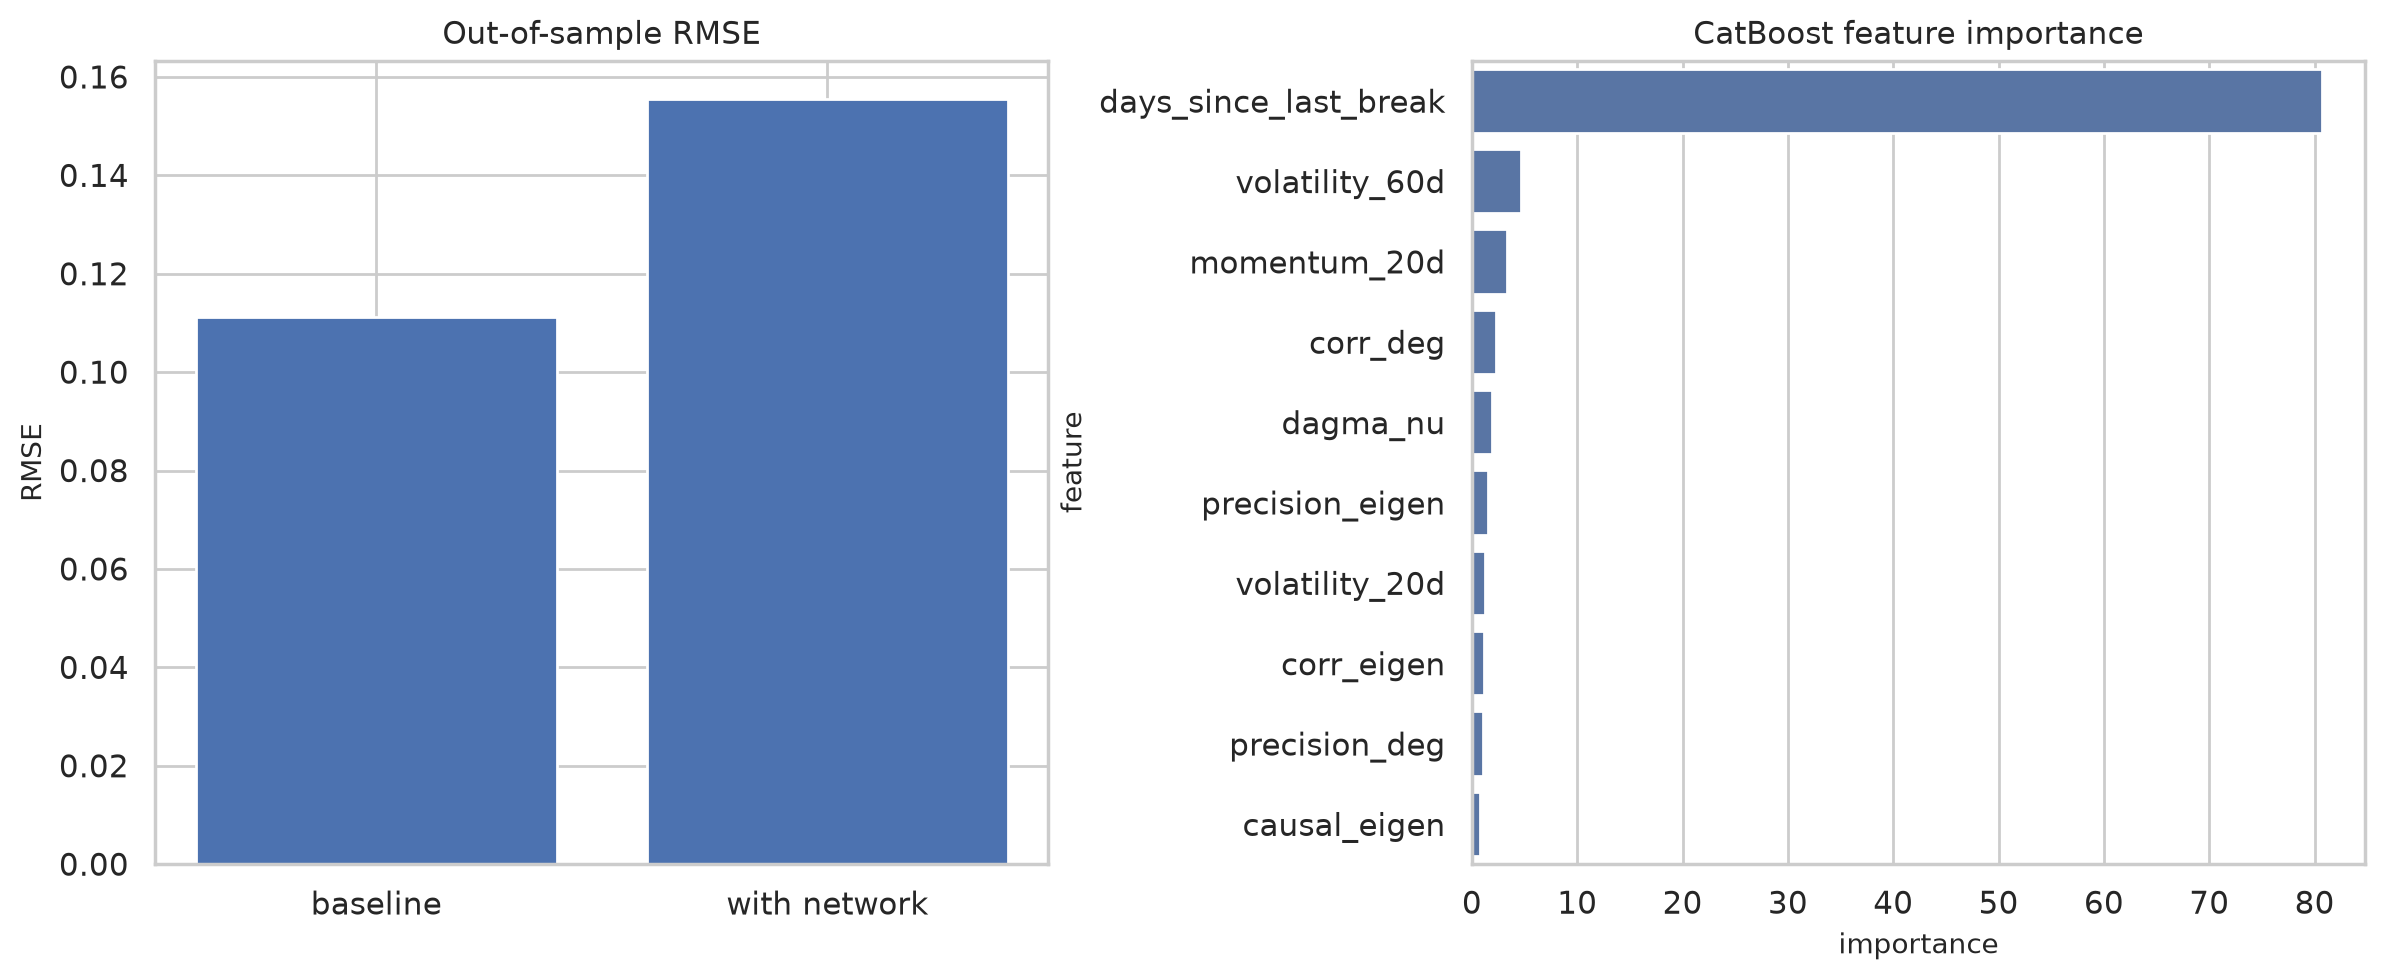 Out-of-sample RMSE
RMSE
0.16
0.14
0.12
0.10
0.08
0.06
0.04
0.02
0.00
baseline
with network
CatBoost feature importance
feature
days_since_last_break
volatility_60d
momentum_20d
corr_deg
dagma_nu
precision_eigen
volatility_20d
corr_eigen
precision_deg
causal_eigen
0 10 20 30 40 50 60 70 80
importance